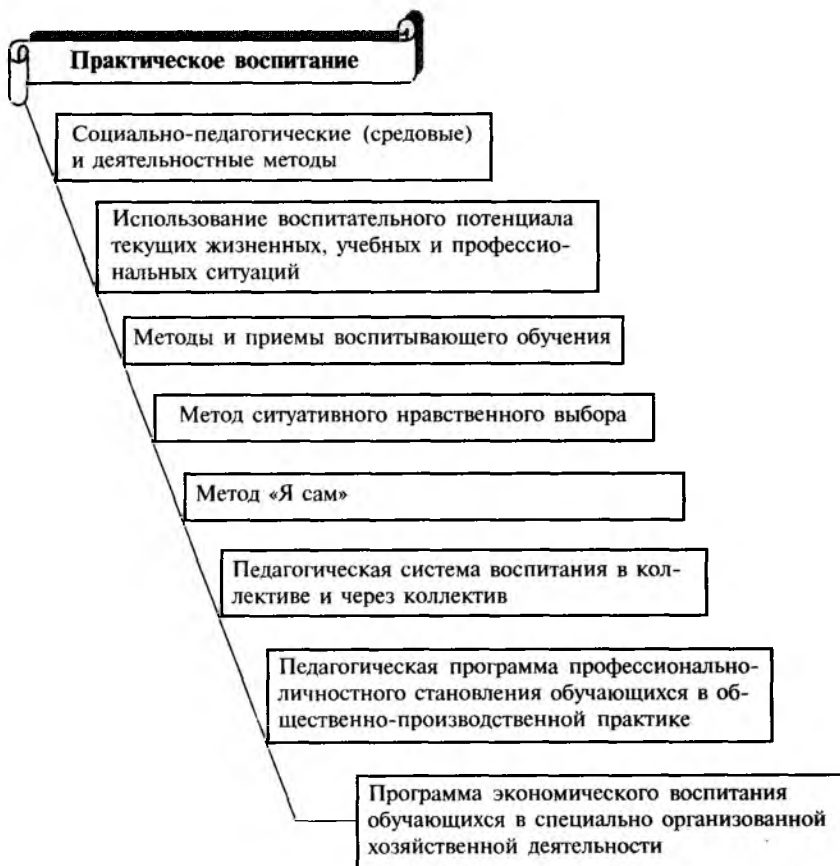 Практическое воспитание
Социально-педагогические (средовые)
и деятельностные методы
Использование воспитательного потенциала
текущих жизненных, учебных и профессио-
нальных ситуаций
Методы и приемы воспитывающего обучения
Метод ситуативного нравственного выбора
Метод «Я сам»
Педагогическая система воспитания в кол-
лективе и через коллектив
Педагогическая программа профессионально-
личностного становления обучающихся в об-
щественно-производственной практике
Программа экономического воспитания
обучающихся в специально организованной
хозяйственной деятельности